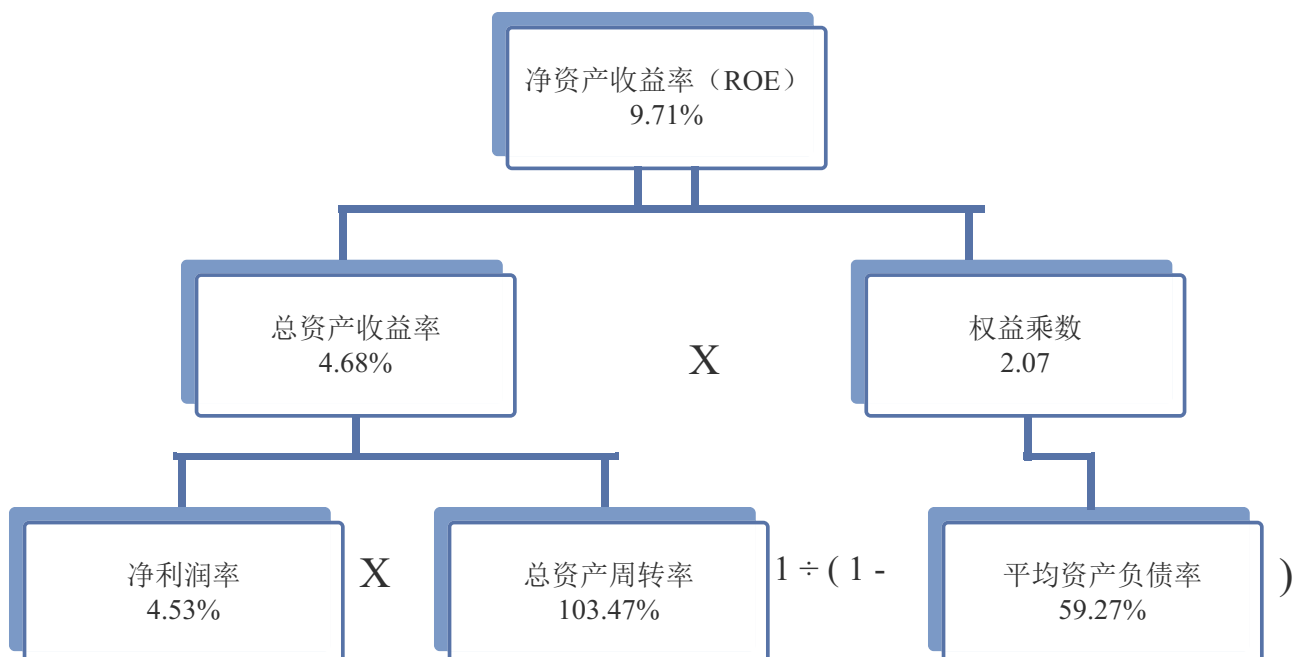 净资产收益率（ROE）
9.71%
总资产收益率
4.68%
X
权益乘数
2.07
净利润率
4.53%
X
总资产周转率
103.47%
1 ÷ ( 1 -
平均资产负债率
59.27%
)